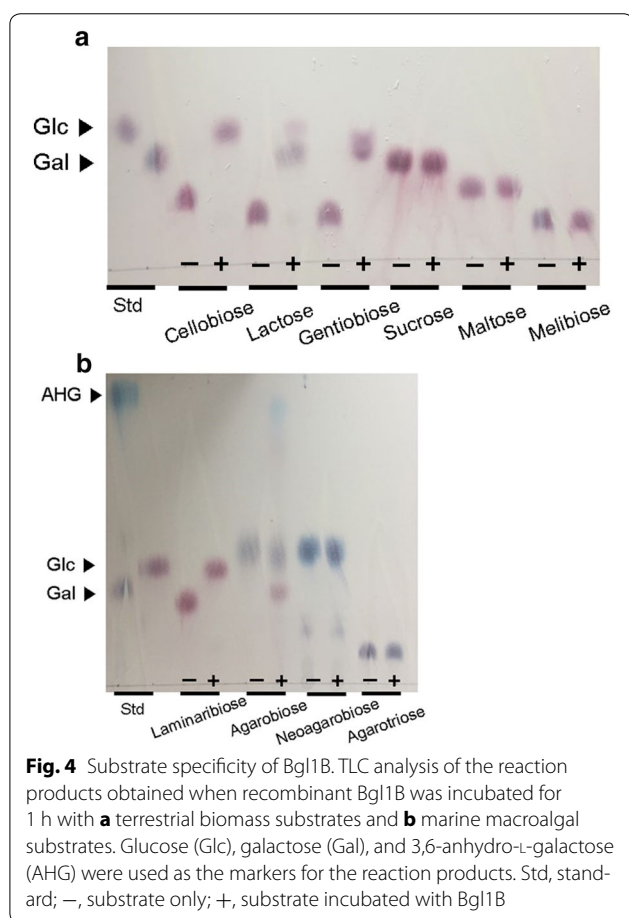 a
Glc ▶
Gal ▶
− + − + − + − + − + − +
Std
Cellobiose
Lactose
Gentiobiose
Sucrose
Maltose
Melibiose
b
AHG ▶
Glc ▶
Gal ▶
− + − + − + − +
Std
Laminaribiose
Agarobiose
Neoagarobiose
Agarotriose
Fig. 4 Substrate specificity of Bgl1B. TLC analysis of the reaction
products obtained when recombinant Bgl1B was incubated for
1 h with a terrestrial biomass substrates and b marine macroalgal
substrates. Glucose (Glc), galactose (Gal), and 3,6-anhydro-L-galactose
(AHG) were used as the markers for the reaction products. Std, stand-
ard; −, substrate only; +, substrate incubated with Bgl1B